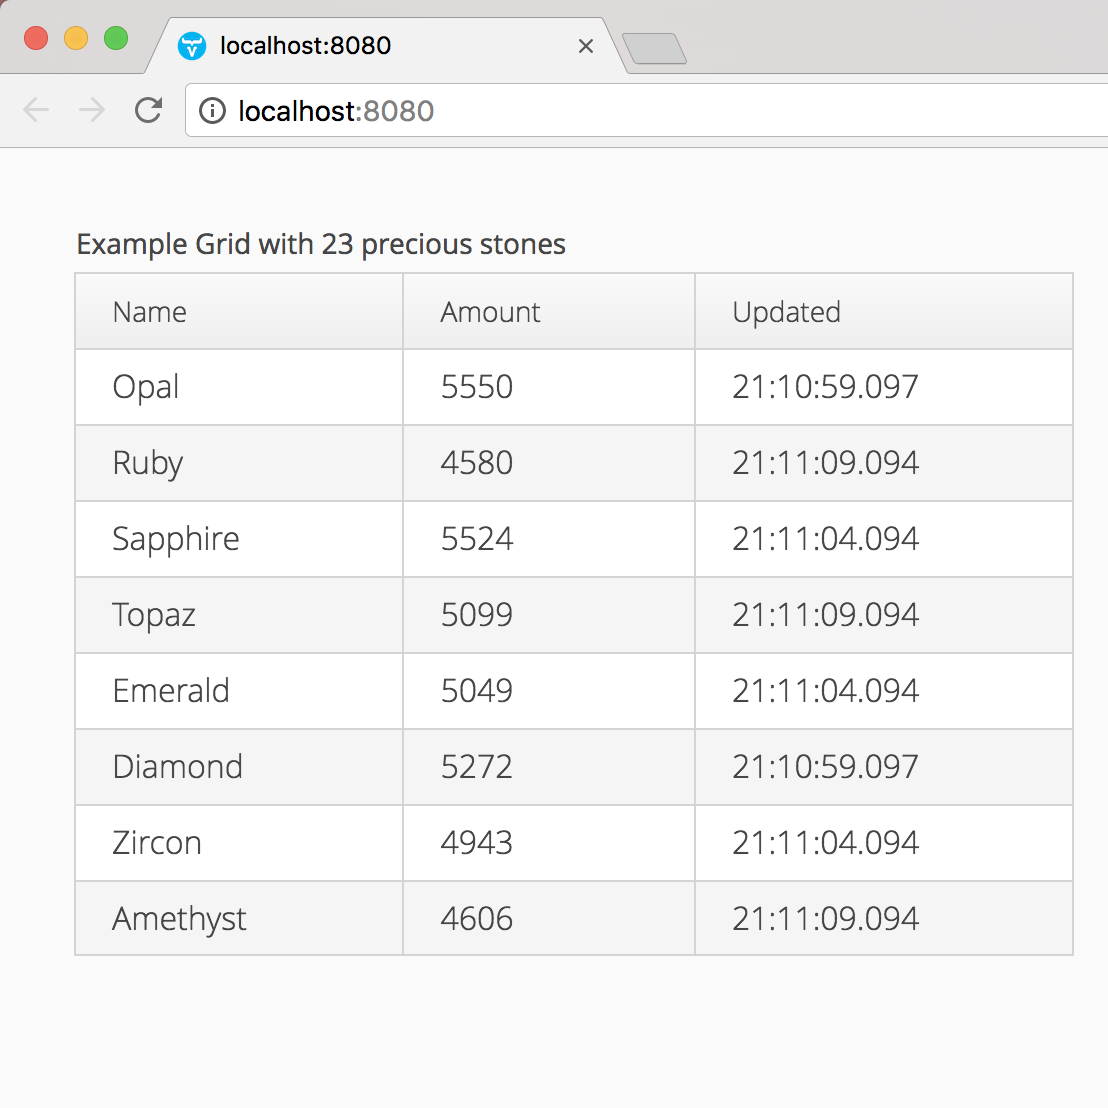 localhost:8080
localhost:8080
Example Grid with 23 precious stones
Name Amount Updated
Opal 5550 21:10:59.097
Ruby 4580 21:11:09.094
Sapphire 5524 21:11:04.094
Topaz 5099 21:11:09.094
Emerald 5049 21:11:04.094
Diamond 5272 21:10:59.097
Zircon 4943 21:11:04.094
Amethyst 4606 21:11:09.094